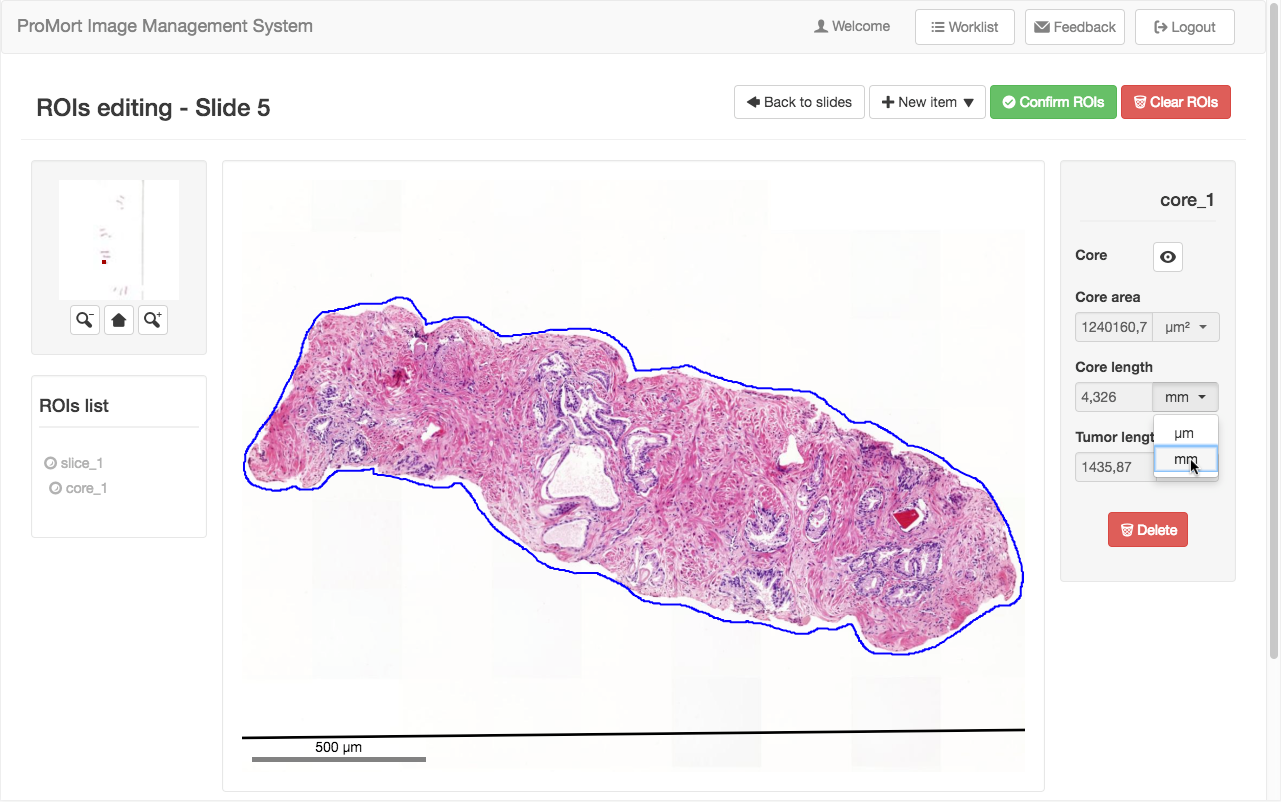 ProMort Image Management System
Welcome
Worklist
Feedback
Logout
ROIs editing - Slide 5
Back to slides
New item
Confirm ROIs
Clear ROIs
ROIs list
slice_1
core_1
500 µm
core_1
Core
Core area
1240160,7
µm²
Core length
4,326
mm
µm
mm
1435,87
Delete